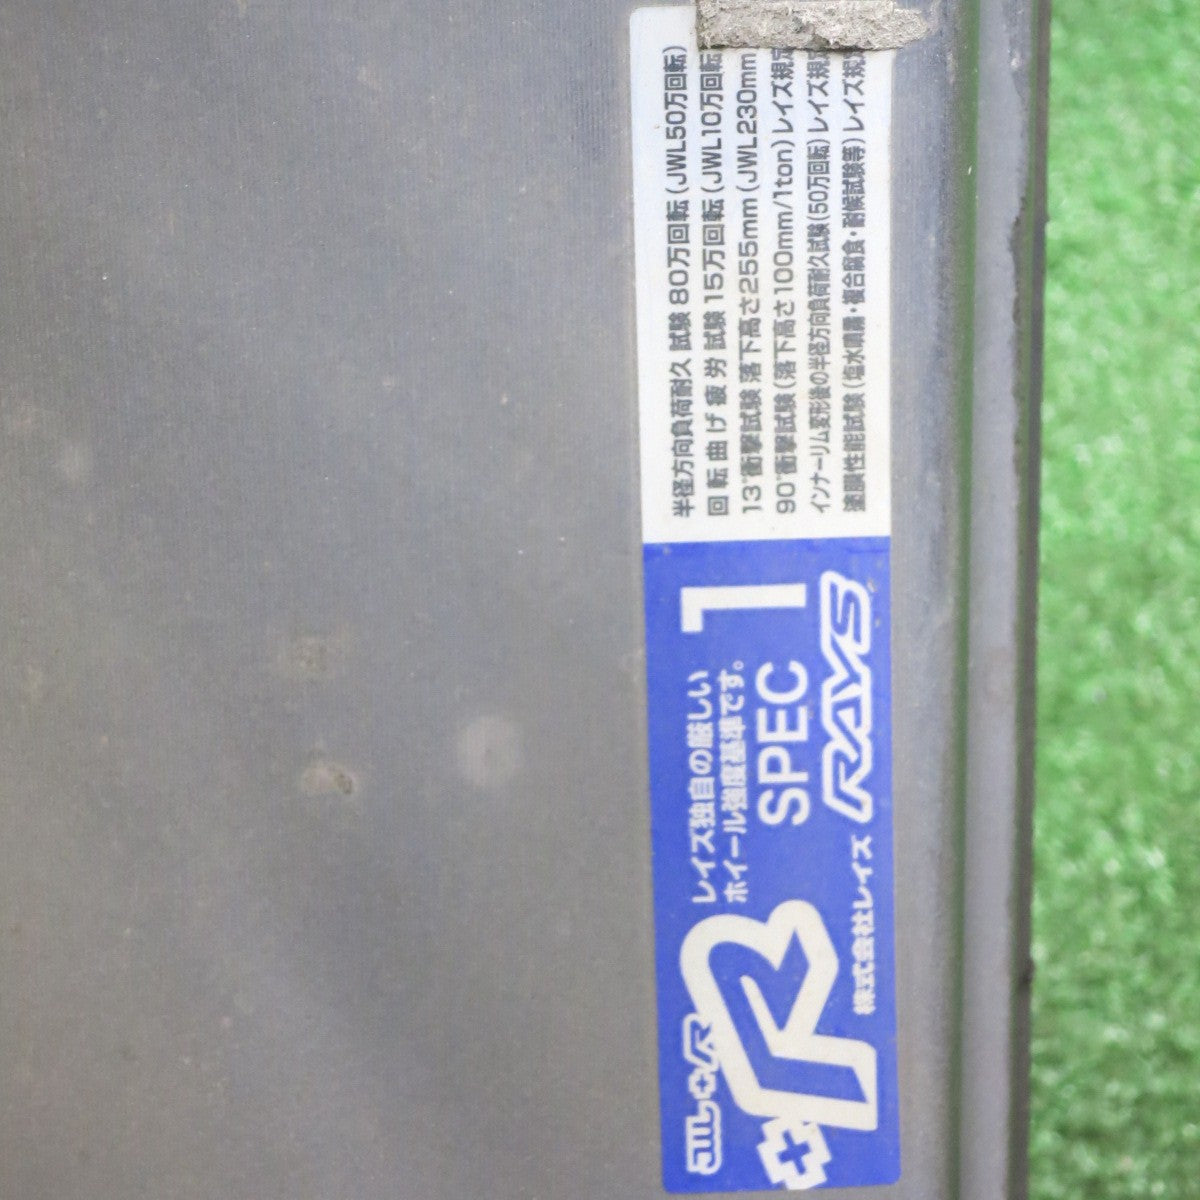 JWL+R
+R
レイズ独自の厳しい
ホイール強度基準です。
SPEC 1
株式会社レイズ RAYS
半径方向負荷耐久 試験 80万回転 (JWL50万回転)
回転曲げ疲労試験 15万回転 (JWL10万回転
13°衝撃試験 落下高さ255mm (JWL230mm)
90°衝撃試験 (落下高さ100mm/1ton) レイズ規定
インナーリム変形後の半径方向負荷耐久試験 (50万回転) レイズ規
塗膜性能試験 (塩水噴霧・複合腐食・耐候試験等) レイズ規